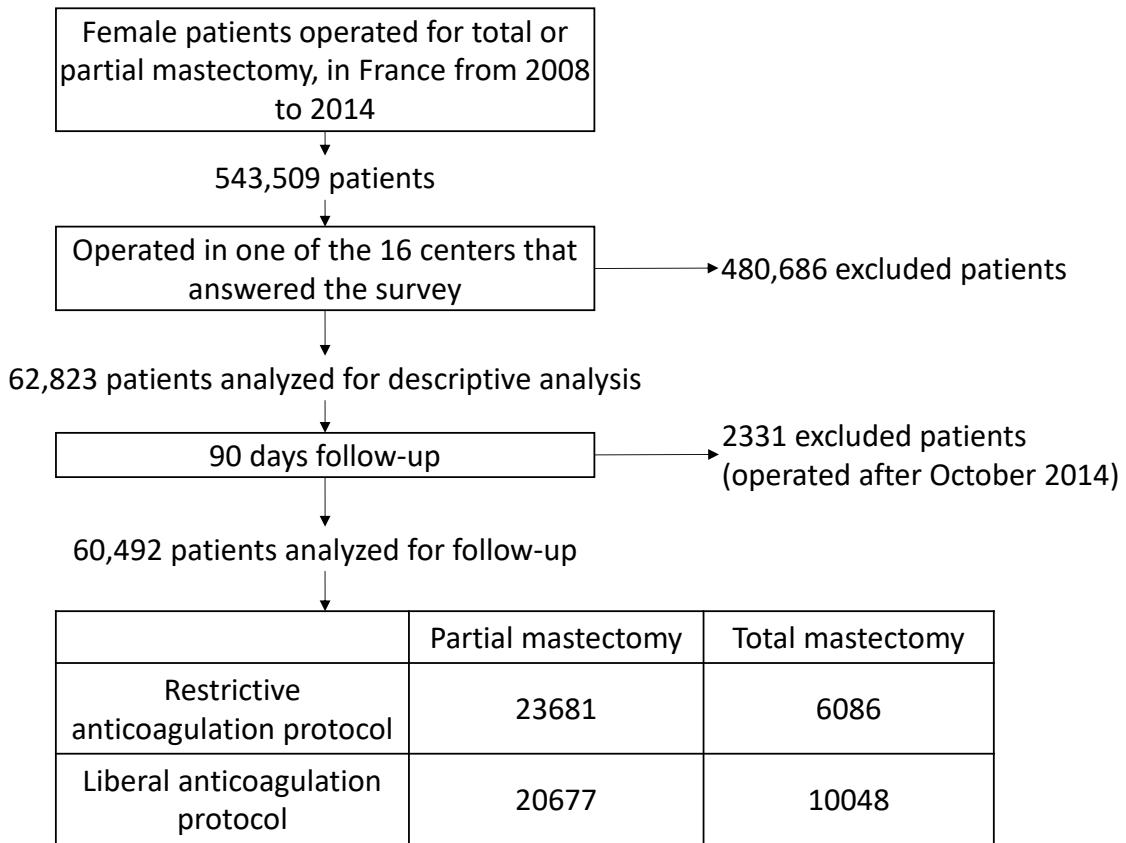 Female patients operated for total or
partial mastectomy, in France from 2008
to 2014
543,509 patients
Operated in one of the 16 centers that
answered the survey
480,686 excluded patients
62,823 patients analyzed for descriptive analysis
90 days follow-up
2331 excluded patients
(operated after October 2014)
60,492 patients analyzed for follow-up
Partial mastectomy
Total mastectomy
Restrictive
anticoagulation protocol
23681
6086
Liberal anticoagulation
protocol
20677
10048